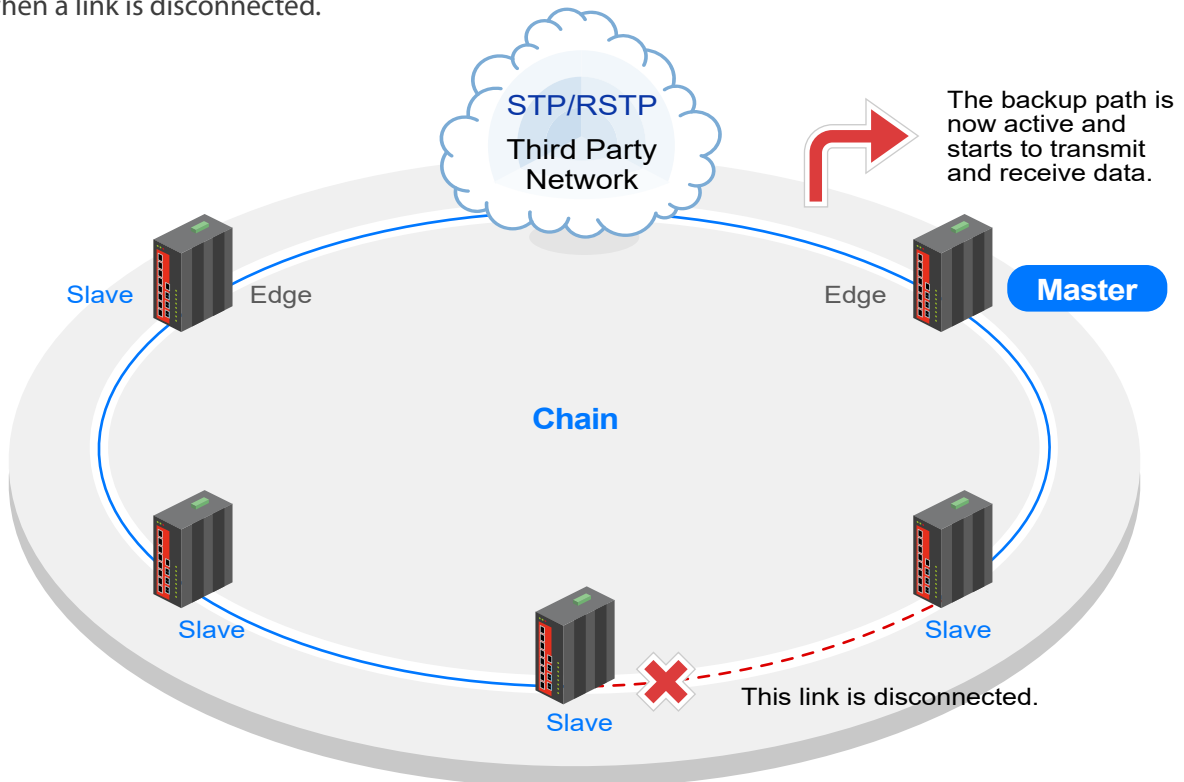 when a link is disconnected.
STP/RSTP
Third Party
Network
The backup path is
now active and
starts to transmit
and receive data.
Slave
Edge
Edge
Master
Chain
Slave
Slave
Slave
This link is disconnected.